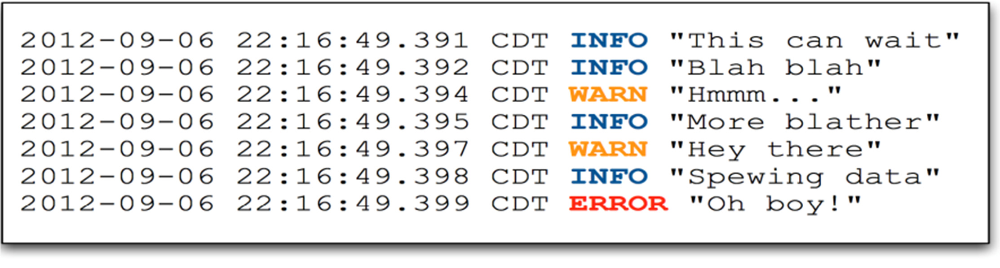 2012-09-06 22:16:49.391 CDT INFO "This can wait"
2012-09-06 22:16:49.392 CDT INFO "Blah blah"
2012-09-06 22:16:49.394 CDT WARN "Hmmm..."
2012-09-06 22:16:49.395 CDT INFO "More blather"
2012-09-06 22:16:49.397 CDT WARN "Hey there"
2012-09-06 22:16:49.398 CDT INFO "Spewing data"
2012-09-06 22:16:49.399 CDT ERROR "Oh boy!"